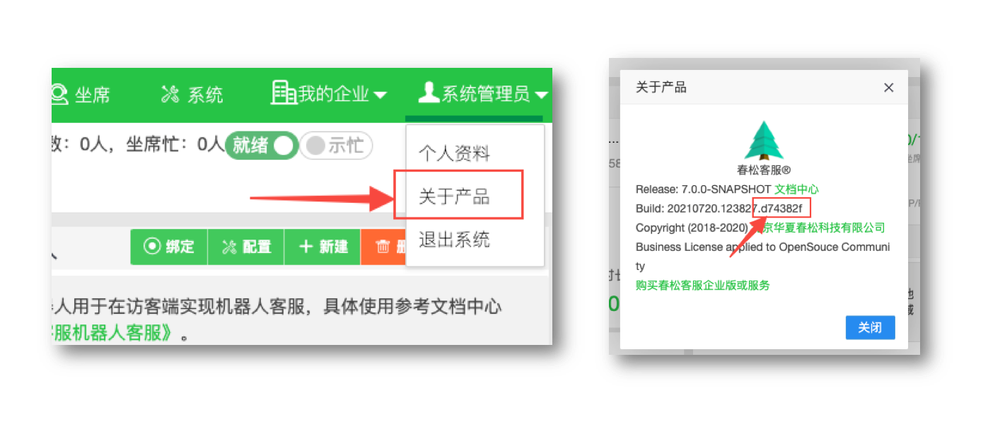 坐席 系统 我的企业 系统管理员
数：0人，坐席忙：0人 就绪 示忙
个人资料
关于产品
退出系统
绑定 配置 新建
人用于在访客端实现机器人客服，具体使用参考文档中心
服机器人客服》。
关于产品
春松客服®
Release: 7.0.0-SNAPSHOT 文档中心
Build: 20210720.123827.d74382f
Copyright (2018-2020) 京华夏春松科技有限公司
Business License applied to OpenSouce Communi
ty
购买春松客服企业版或服务
关闭